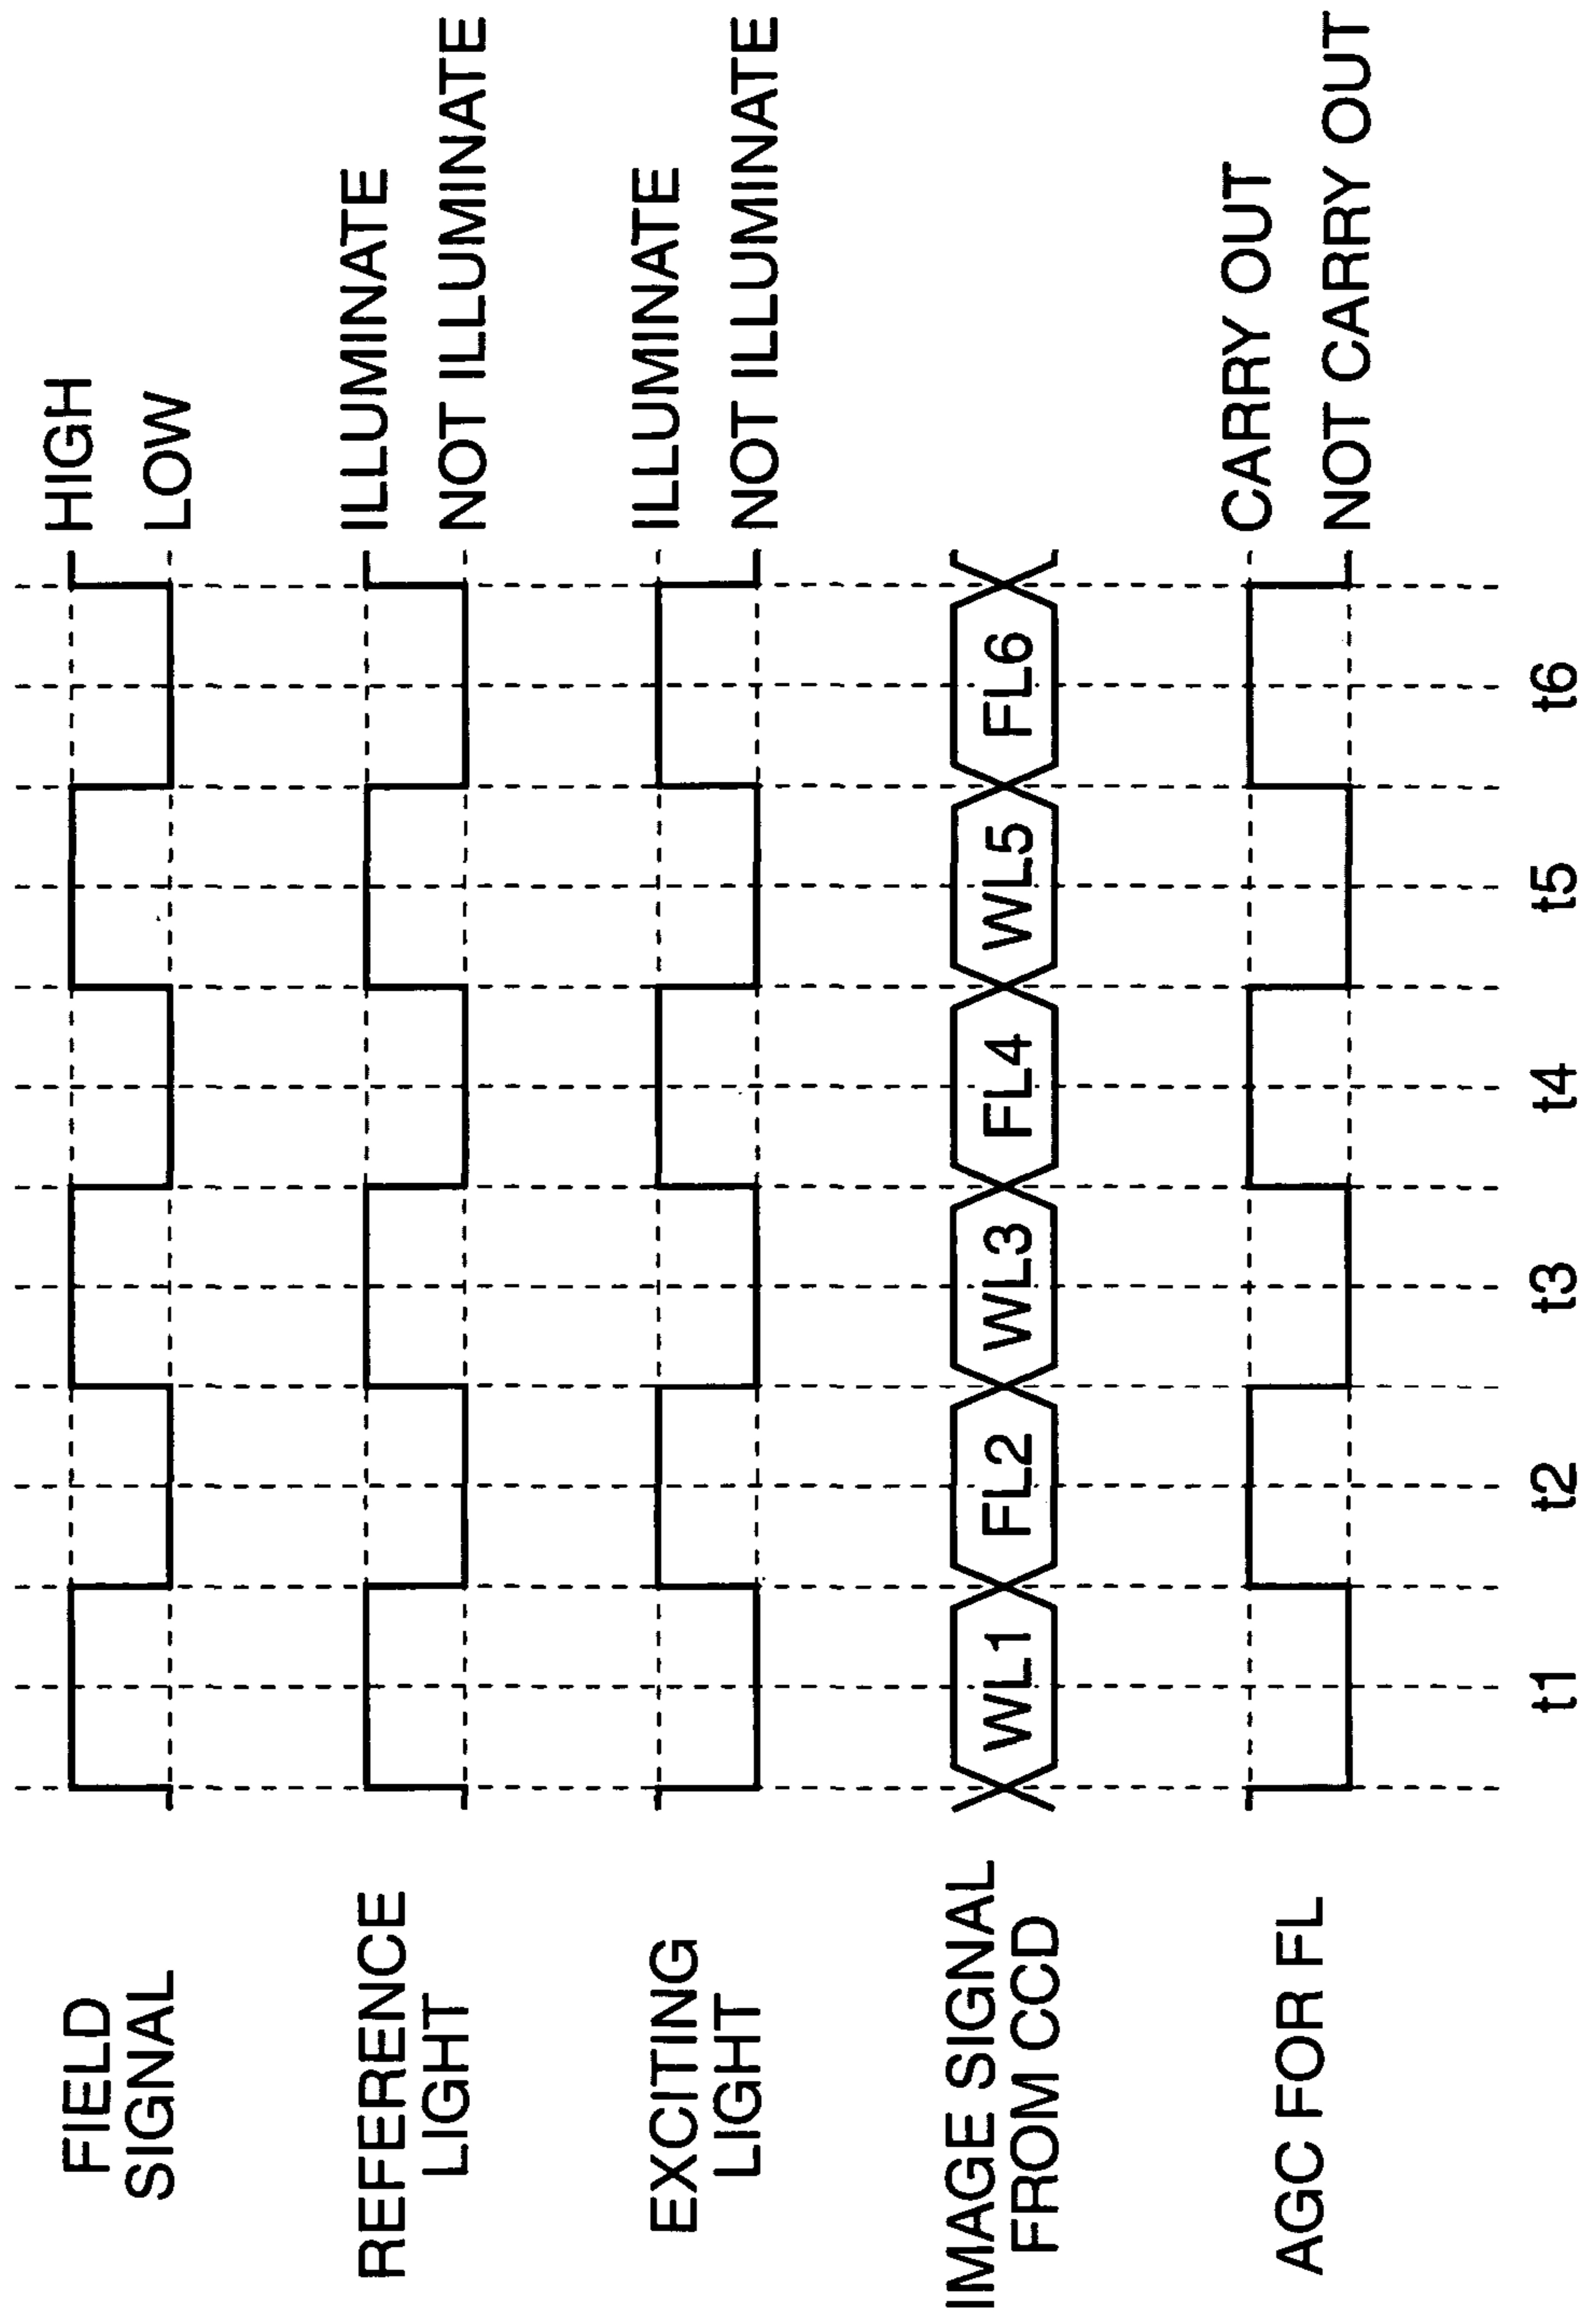 FIELD
SIGNAL
HIGH
LOW
REFERENCE
LIGHT
ILLUMINATE
NOT ILLUMINATE
EXCITING
LIGHT
ILLUMINATE
NOT ILLUMINATE
IMAGE SIGNAL
FROM CCD
WL1
FL2
WL3
FL4
WL5
FL6
AGC FOR FL
CARRY OUT
NOT CARRY OUT
t1
t2
t3
t4
t5
t6